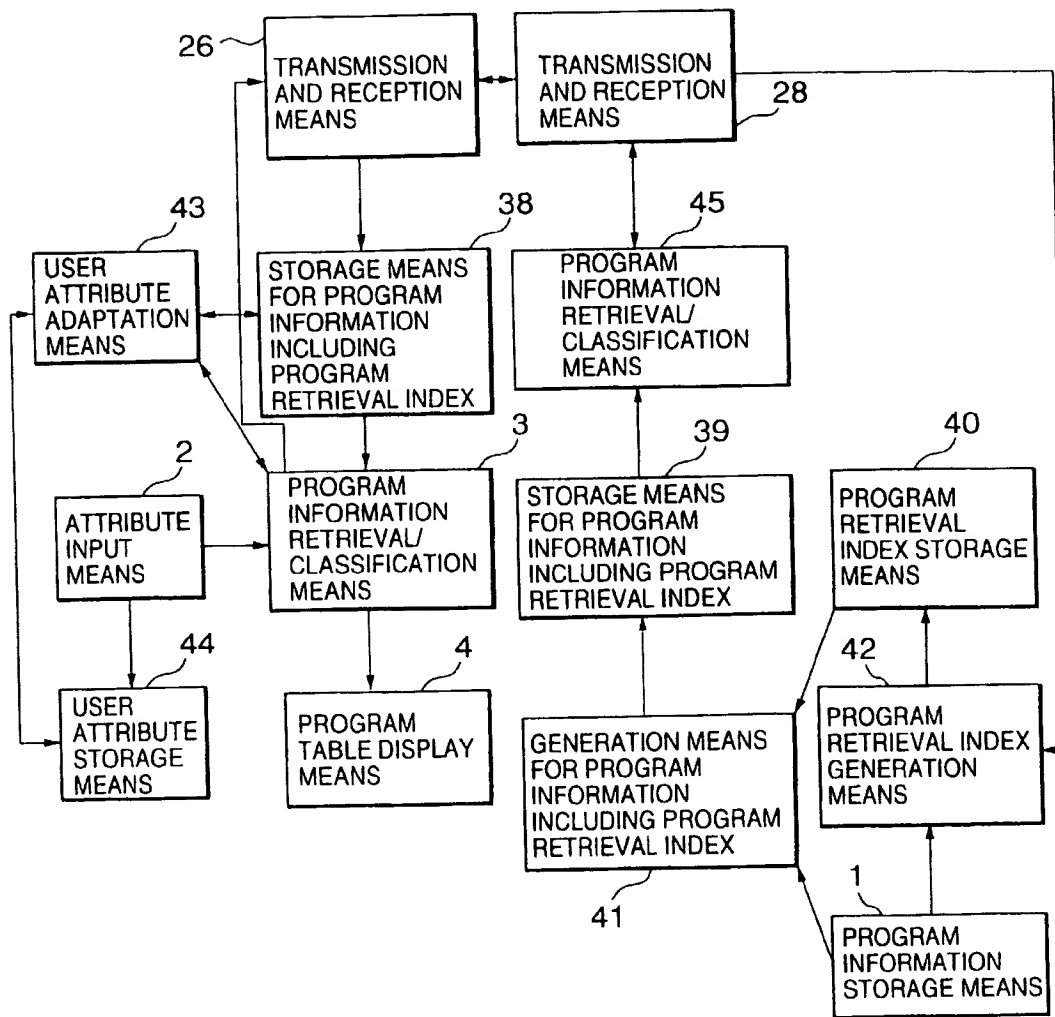 26
TRANSMISSION
AND RECEPTION
MEANS
TRANSMISSION
AND RECEPTION
MEANS
28
43
USER
ATTRIBUTE
ADAPTATION
MEANS
38
STORAGE MEANS
FOR PROGRAM
INFORMATION
INCLUDING
PROGRAM
RETRIEVAL INDEX
45
PROGRAM
INFORMATION
RETRIEVAL/
CLASSIFICATION
MEANS
2
ATTRIBUTE
INPUT
MEANS
3
PROGRAM
INFORMATION
RETRIEVAL/
CLASSIFICATION
MEANS
39
STORAGE MEANS
FOR PROGRAM
INFORMATION
INCLUDING PROGRAM
RETRIEVAL INDEX
40
PROGRAM
RETRIEVAL
INDEX STORAGE
MEANS
44
USER
ATTRIBUTE
STORAGE
MEANS
4
PROGRAM
TABLE DISPLAY
MEANS
GENERATION MEANS
FOR PROGRAM
INFORMATION
INCLUDING PROGRAM
RETRIEVAL INDEX
41
42
PROGRAM
RETRIEVAL INDEX
GENERATION
MEANS
1
PROGRAM
INFORMATION
STORAGE MEANS